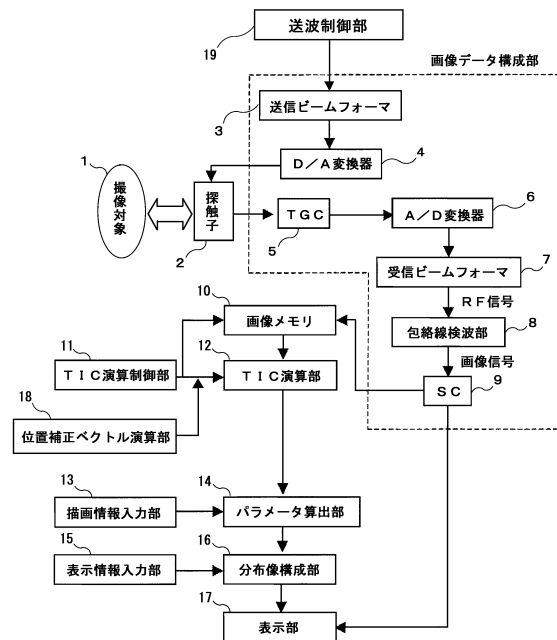 送波制御部
19
画像データ構成部
送信ビームフォーマ
3
D/A変換器
4
1
撮像対象
探触子
2
TGC
5
A/D変換器
6
受信ビームフォーマ
7
RF信号
包絡線検波部
8
画像信号
SC
9
10
画像メモリ
11
TIC演算制御部
12
TIC演算部
18
位置補正ベクトル演算部
13
描画情報入力部
14
パラメータ算出部
15
表示情報入力部
16
分布像構成部
17
表示部